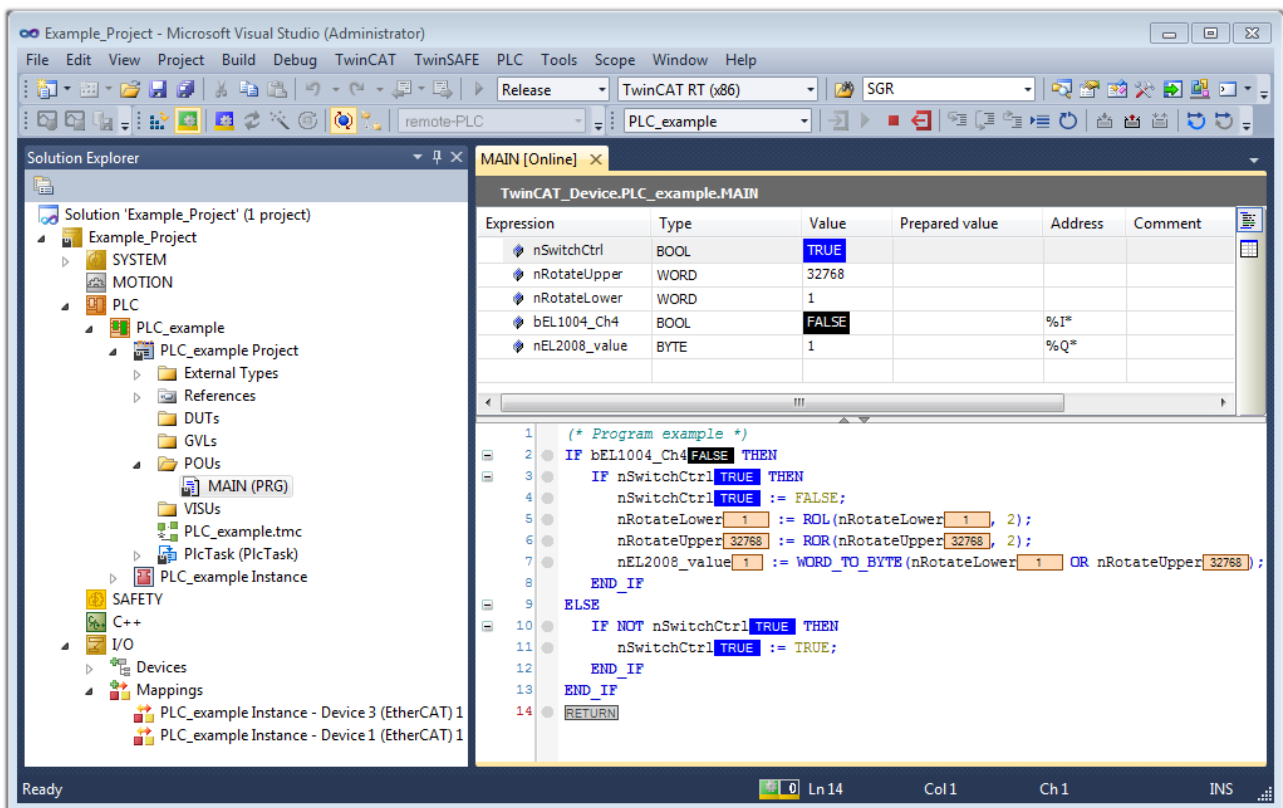 Example_Project - Microsoft Visual Studio (Administrator)
File Edit View Project Build Debug TwinCAT TwinSAFE PLC Tools Scope Window Help
Release TwinCAT RT (x86) SGR
remote-PLC PLC_example
Solution Explorer
Solution 'Example_Project' (1 project)
Example_Project
SYSTEM
MOTION
PLC
PLC_example
PLC_example Project
External Types
References
DUTs
GVLs
POUs
MAIN (PRG)
VISUs
PLC_example.tmc
PlcTask (PlcTask)
PLC_example Instance
SAFETY
C++
I/O
Devices
Mappings
PLC_example Instance - Device 3 (EtherCAT) 1
PLC_example Instance - Device 1 (EtherCAT) 1
MAIN [Online]
TwinCAT_Device.PLC_example.MAIN
Expression Type Value Prepared value Address Comment
nSwitchCtrl BOOL TRUE
nRotateUpper WORD 32768
nRotateLower WORD 1
bEL1004_Ch4 BOOL FALSE %I*
nEL2008_value BYTE 1 %Q*
1 (* Program example *)
2 IF bEL1004_Ch4 FALSE THEN
3 IF nSwitchCtrl TRUE THEN
4 nSwitchCtrl TRUE := FALSE;
5 nRotateLower 1 := ROL(nRotateLower 1 , 2);
6 nRotateUpper 32768 := ROR(nRotateUpper 32768 , 2);
7 nEL2008_value 1 := WORD_TO_BYTE(nRotateLower 1 OR nRotateUpper 32768 );
8 END_IF
9 ELSE
10 IF NOT nSwitchCtrl TRUE THEN
11 nSwitchCtrl TRUE := TRUE;
12 END_IF
13 END_IF
14 RETURN
Ready 0 Ln 14 Col 1 Ch 1 INS